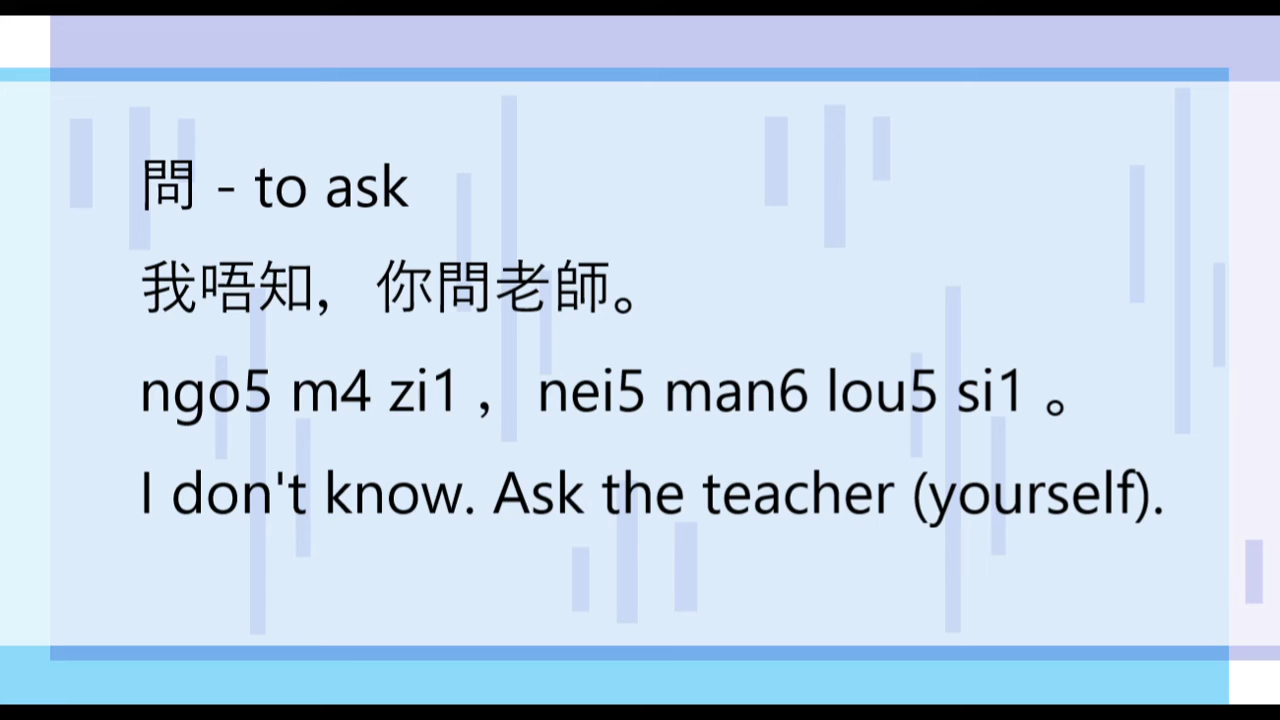 問 - to ask
我唔知，你問老師。
ngo5 m4 zi1 ，nei5 man6 lou5 si1 。
I don't know. Ask the teacher (yourself).